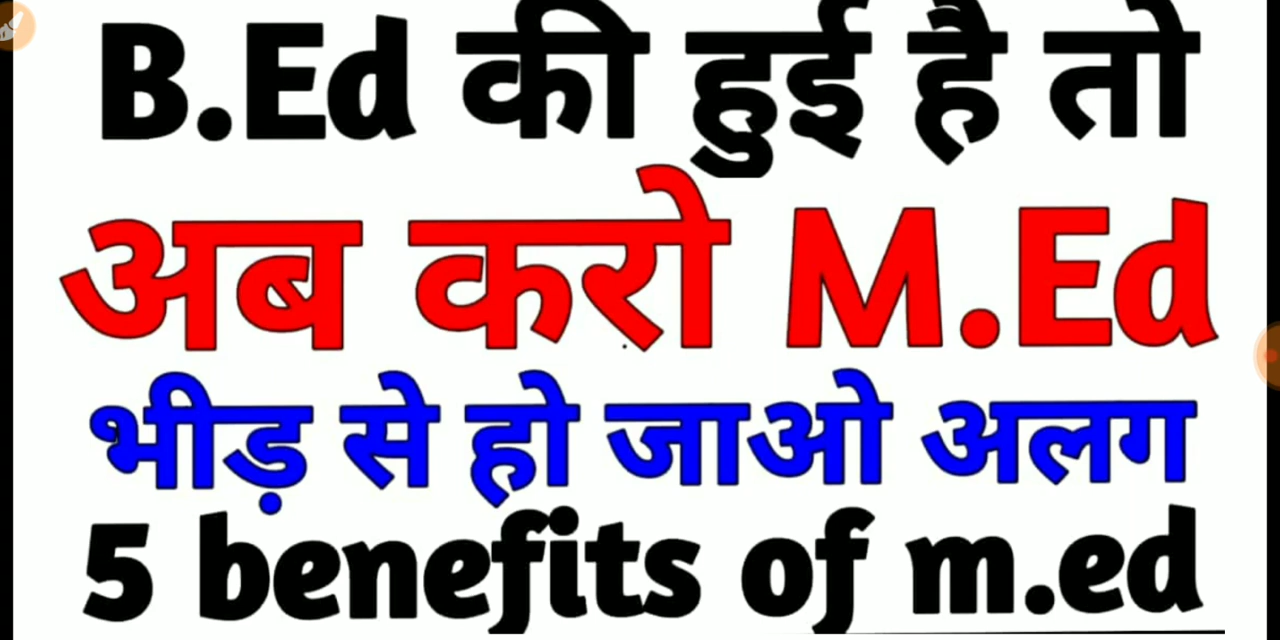 B.Ed की हुई है तो
अब करो M.Ed
भीड़ से हो जाओ अलग
5 benefits of m.ed